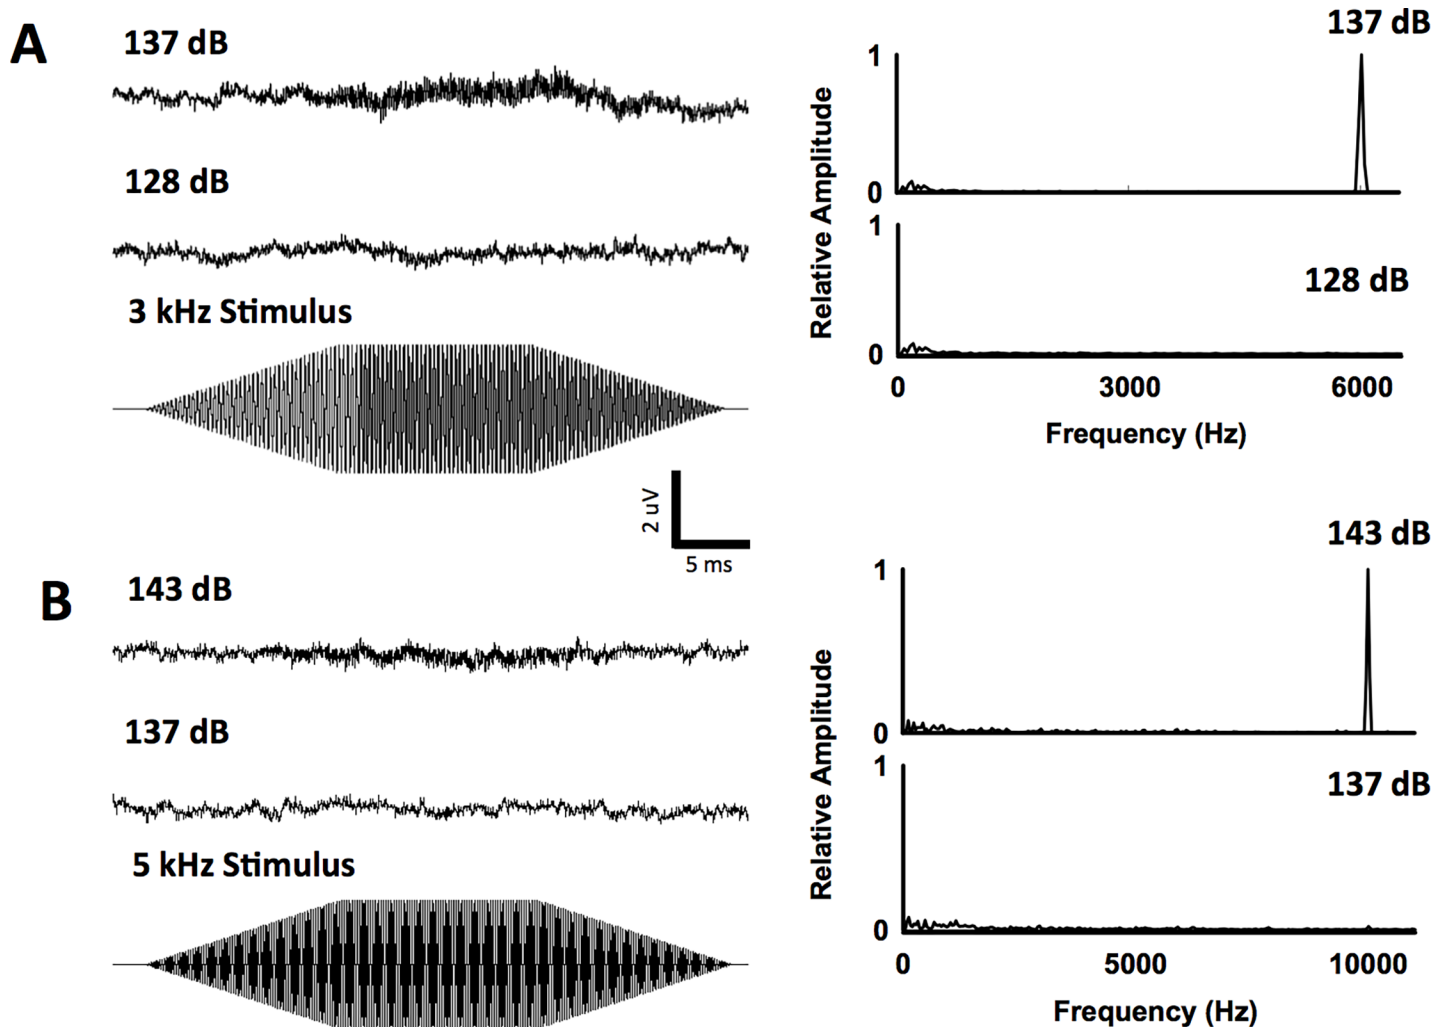 A
137 dB
128 dB
3 kHz Stimulus
2 uV
5 ms
137 dB
1
0
Relative Amplitude
1
128 dB
0
0 3000 6000
Frequency (Hz)
B
143 dB
137 dB
5 kHz Stimulus
143 dB
1
0
Relative Amplitude
1
137 dB
0
0 5000 10000
Frequency (Hz)